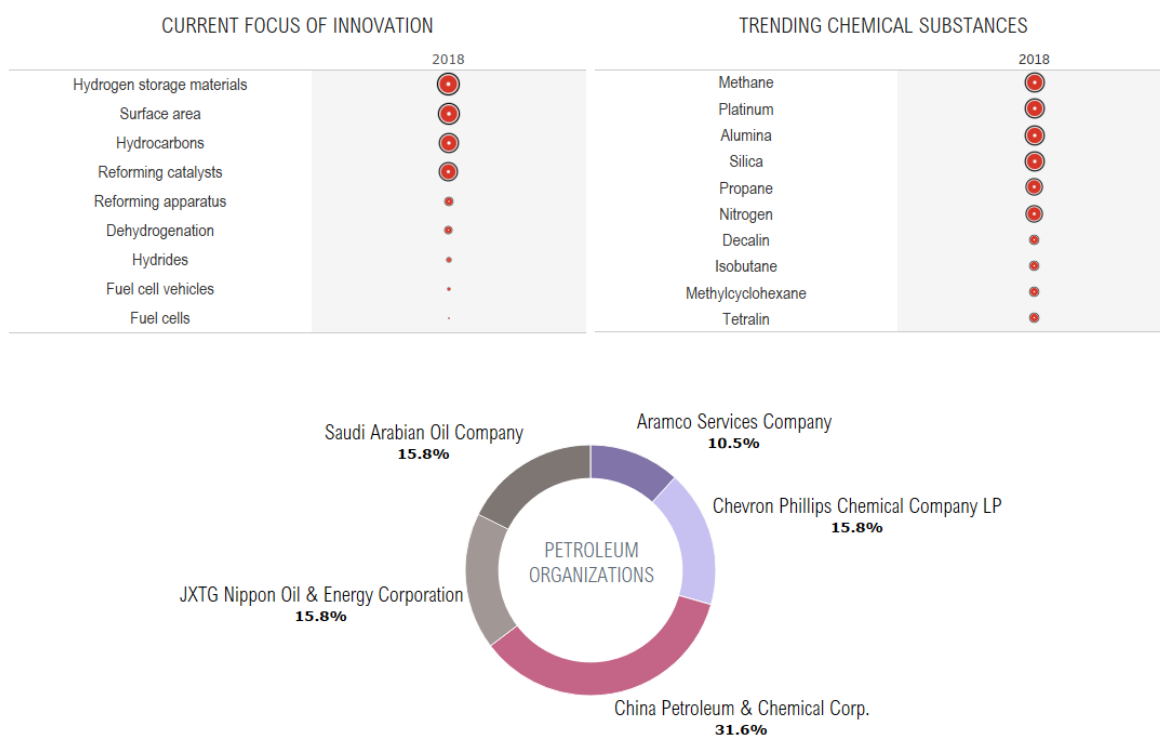 CURRENT FOCUS OF INNOVATION
2018
Hydrogen storage materials
Surface area
Hydrocarbons
Reforming catalysts
Reforming apparatus
Dehydrogenation
Hydrides
Fuel cell vehicles
Fuel cells
TRENDING CHEMICAL SUBSTANCES
2018
Methane
Platinum
Alumina
Silica
Propane
Nitrogen
Decalin
Isobutane
Methylcyclohexane
Tetralin
Aramco Services Company
10.5%
Saudi Arabian Oil Company
15.8%
Chevron Phillips Chemical Company LP
15.8%
PETROLEUM
ORGANIZATIONS
JXTG Nippon Oil & Energy Corporation
15.8%
China Petroleum & Chemical Corp.
31.6%